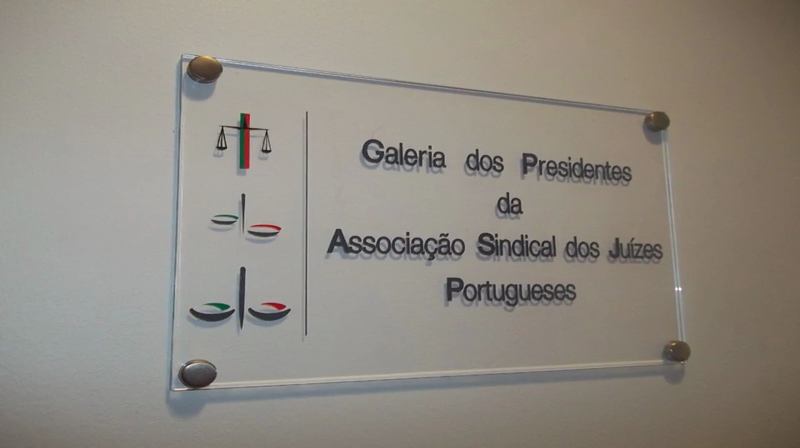 Galeria dos Presidentes
da
Associação Sindical dos Juízes
Portugueses